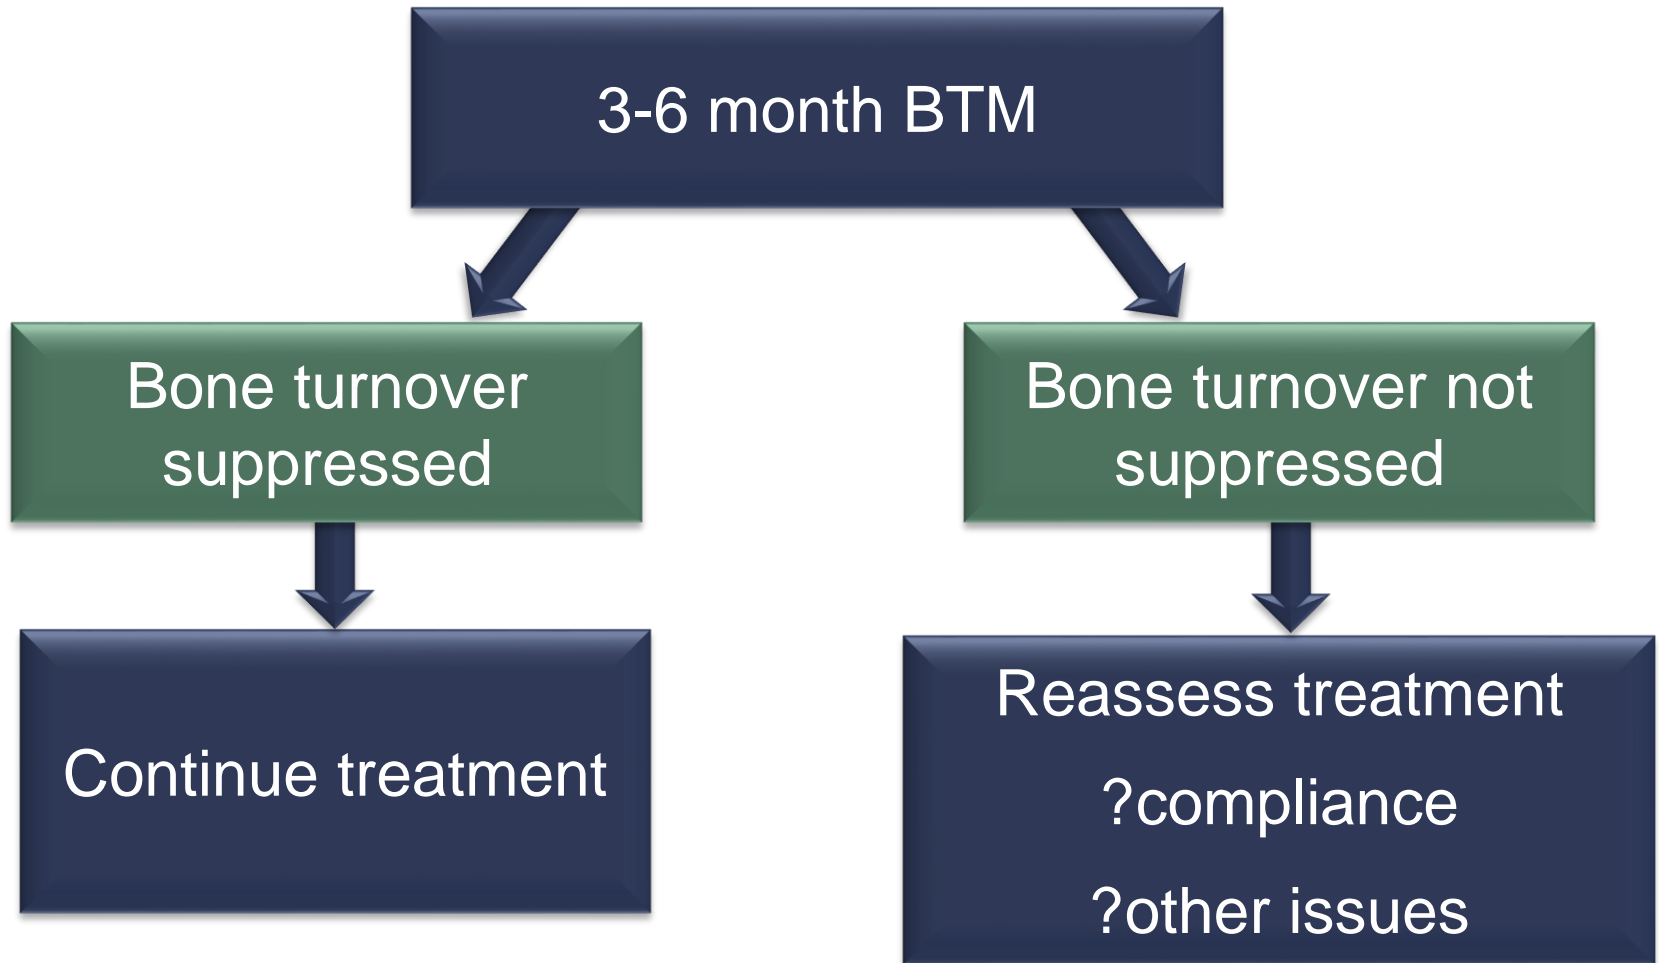 3-6 month BTM
Bone turnover
suppressed
Bone turnover not
suppressed
Continue treatment
Reassess treatment
?compliance
?other issues